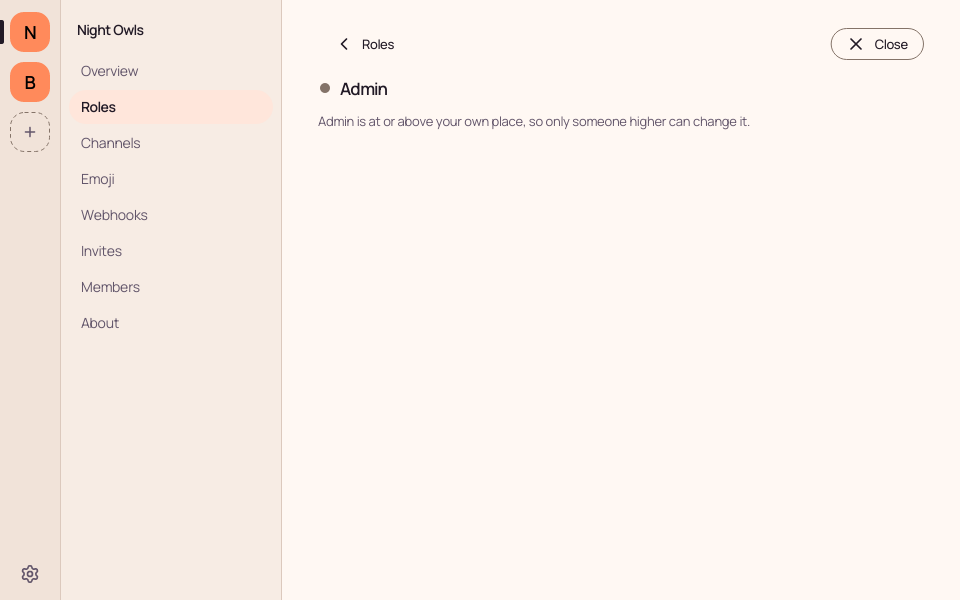 N
B
Night Owls
Overview
Roles
Channels
Emoji
Webhooks
Invites
Members
About
Roles
Close
Admin
Admin is at or above your own place, so only someone higher can change it.